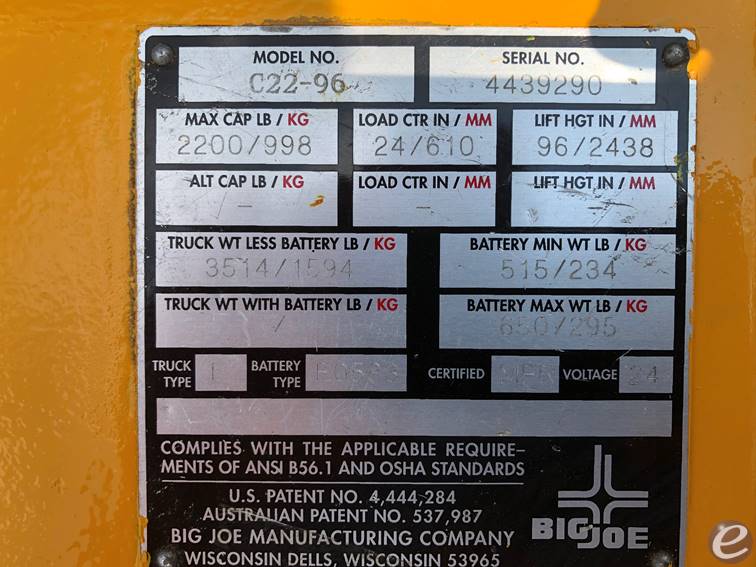 MODEL NO. SERIAL NO.
C22-96 4439290
MAX CAP LB / KG LOAD CTR IN / MM LIFT HGT IN / MM
2200/998 24/610 96/2438
ALT CAP LB / KG LOAD CTR IN / MM LIFT HGT IN / MM
TRUCK WT LESS BATTERY LB / KG BATTERY MIN WT LB / KG
3514/1594 515/234
TRUCK WT WITH BATTERY LB / KG BATTERY MAX WT LB / KG
/ 650/295
TRUCK TYPE 1 BATTERY TYPE CERTIFIED VOLTAGE 24
COMPLIES WITH THE APPLICABLE REQUIRE-
MENTS OF ANSI B56.1 AND OSHA STANDARDS
U.S. PATENT NO. 4,444,284
AUSTRALIAN PATENT NO. 537,987
BIG JOE MANUFACTURING COMPANY
WISCONSIN DELLS, WISCONSIN 53965
BIG JOE
e